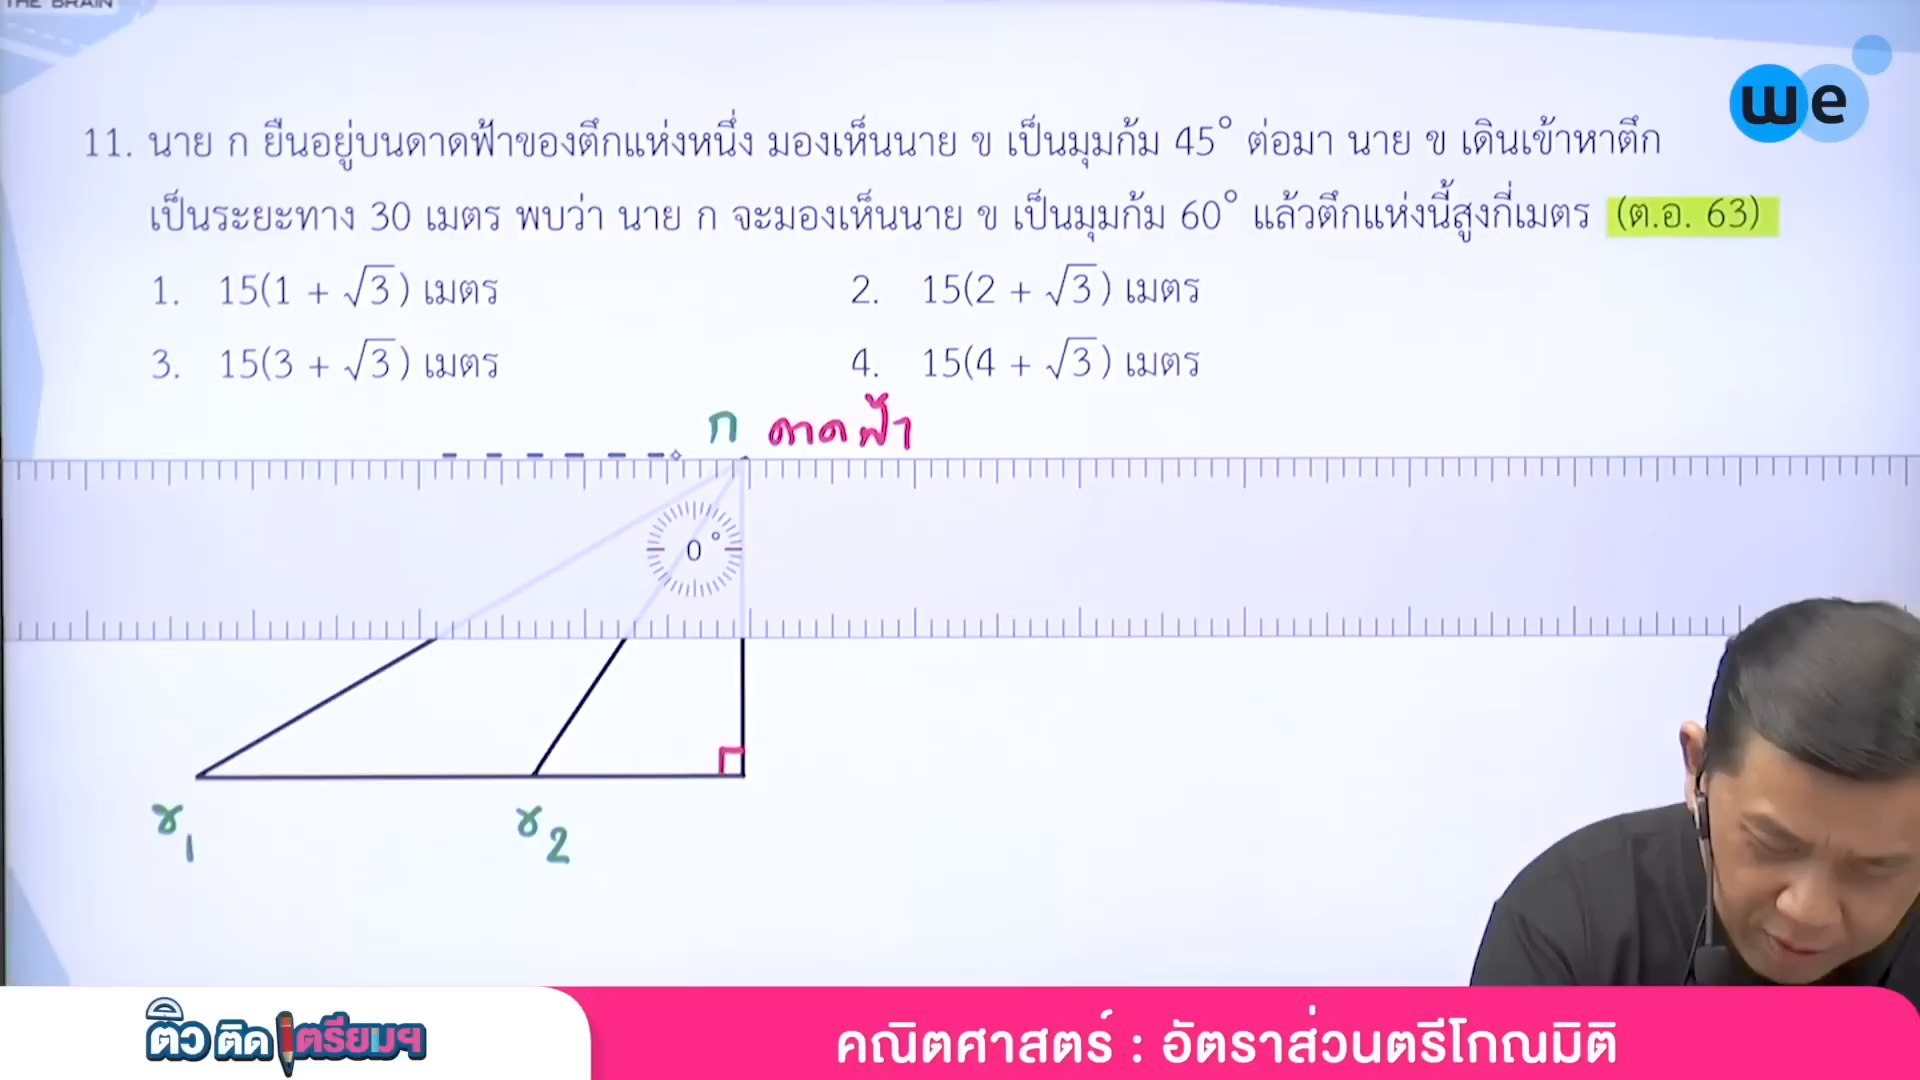 THE BRAIN
we
11. นาย ก ยืนอยู่บนดาดฟ้าของตึกแห่งหนึ่ง มองเห็นนาย ข เป็นมุมก้ม 45° ต่อมา นาย ข เดินเข้าหาตึก
เป็นระยะทาง 30 เมตร พบว่า นาย ก จะมองเห็นนาย ข เป็นมุมก้ม 60° แล้วตึกแห่งนี้สูงกี่เมตร (ต.อ. 63)
1. 15(1 + √3) เมตร 2. 15(2 + √3) เมตร
3. 15(3 + √3) เมตร 4. 15(4 + √3) เมตร
ก ดาดฟ้า
0°
ข1 ข2
ติว ติด เตรียมฯ
คณิตศาสตร์ : อัตราส่วนตรีโกณมิติ